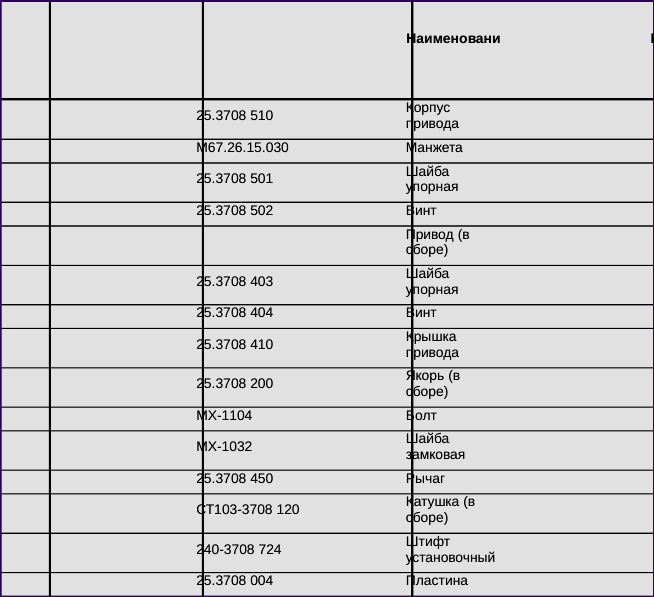 Наименовани
25.3708 510
Корпус
привода
М67.26.15.030
Манжета
25.3708 501
Шайба
упорная
25.3708 502
Винт
Привод (в
сборе)
25.3708 403
Шайба
упорная
25.3708 404
Винт
25.3708 410
Крышка
привода
25.3708 200
Якорь (в
сборе)
МХ-1104
Болт
МХ-1032
Шайба
замковая
25.3708 450
Рычаг
СТ103-3708 120
Катушка (в
сборе)
240-3708 724
Штифт
установочный
25.3708 004
Пластина